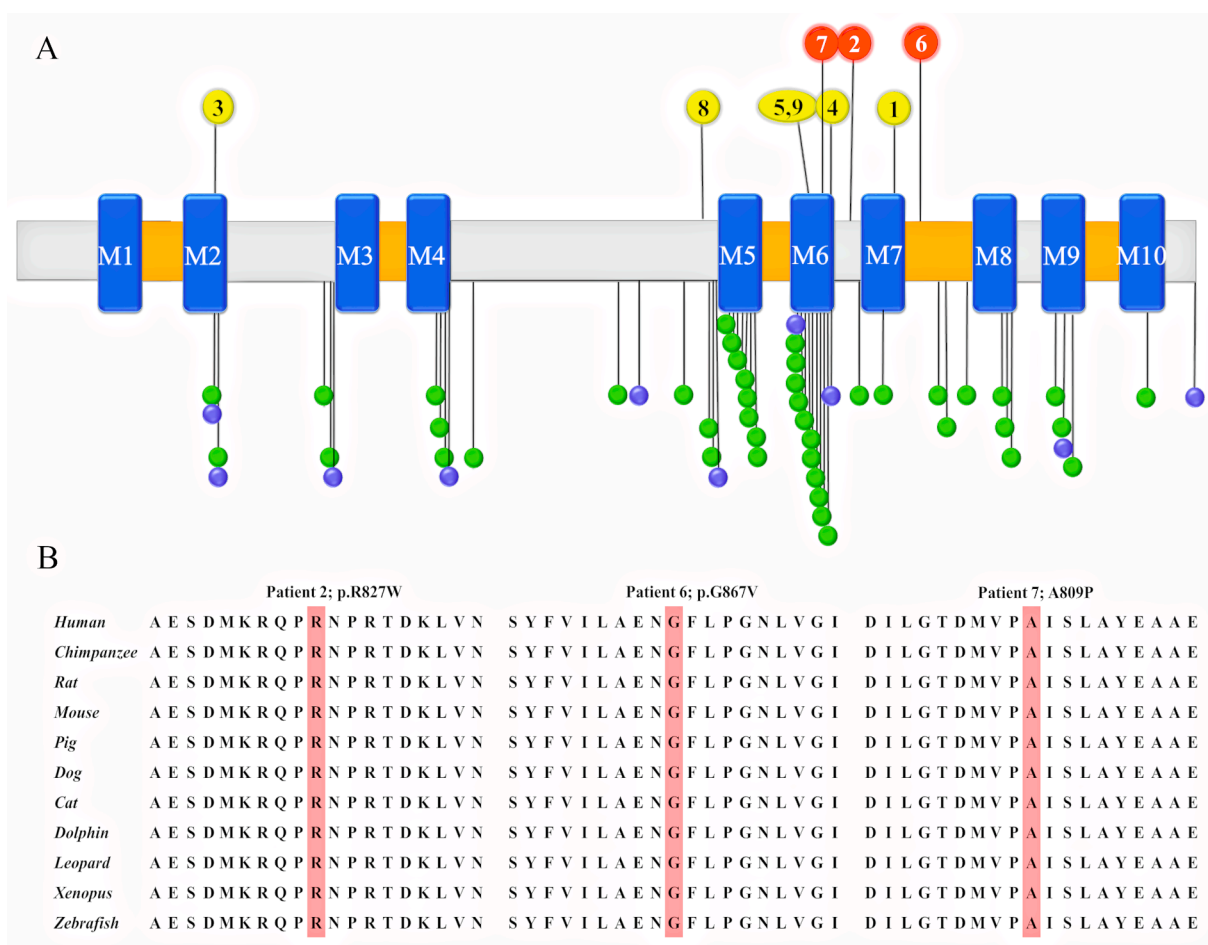 A
7 2 6
3 8 5,9 4 1
M1 M2 M3 M4 M5 M6 M7 M8 M9 M10
B
Patient 2; p.R827W Patient 6; p.G867V Patient 7; A809P
Human A E S D M K R Q P R N P R T D K L V N S Y F V I L A E N G F L P G N L V G I D I L G T D M V P A I S L A Y E A A E
Chimpanzee A E S D M K R Q P R N P R T D K L V N S Y F V I L A E N G F L P G N L V G I D I L G T D M V P A I S L A Y E A A E
Rat A E S D M K R Q P R N P R T D K L V N S Y F V I L A E N G F L P G N L V G I D I L G T D M V P A I S L A Y E A A E
Mouse A E S D M K R Q P R N P R T D K L V N S Y F V I L A E N G F L P G N L V G I D I L G T D M V P A I S L A Y E A A E
Pig A E S D M K R Q P R N P R T D K L V N S Y F V I L A E N G F L P G N L V G I D I L G T D M V P A I S L A Y E A A E
Dog A E S D M K R Q P R N P R T D K L V N S Y F V I L A E N G F L P G N L V G I D I L G T D M V P A I S L A Y E A A E
Cat A E S D M K R Q P R N P R T D K L V N S Y F V I L A E N G F L P G N L V G I D I L G T D M V P A I S L A Y E A A E
Dolphin A E S D M K R Q P R N P R T D K L V N S Y F V I L A E N G F L P G N L V G I D I L G T D M V P A I S L A Y E A A E
Leopard A E S D M K R Q P R N P R T D K L V N S Y F V I L A E N G F L P G N L V G I D I L G T D M V P A I S L A Y E A A E
Xenopus A E S D M K R Q P R N P R T D K L V N S Y F V I L A E N G F L P G N L V G I D I L G T D M V P A I S L A Y E A A E
Zebrafish A E S D M K R Q P R N P R T D K L V N S Y F V I L A E N G F L P G N L V G I D I L G T D M V P A I S L A Y E A A E